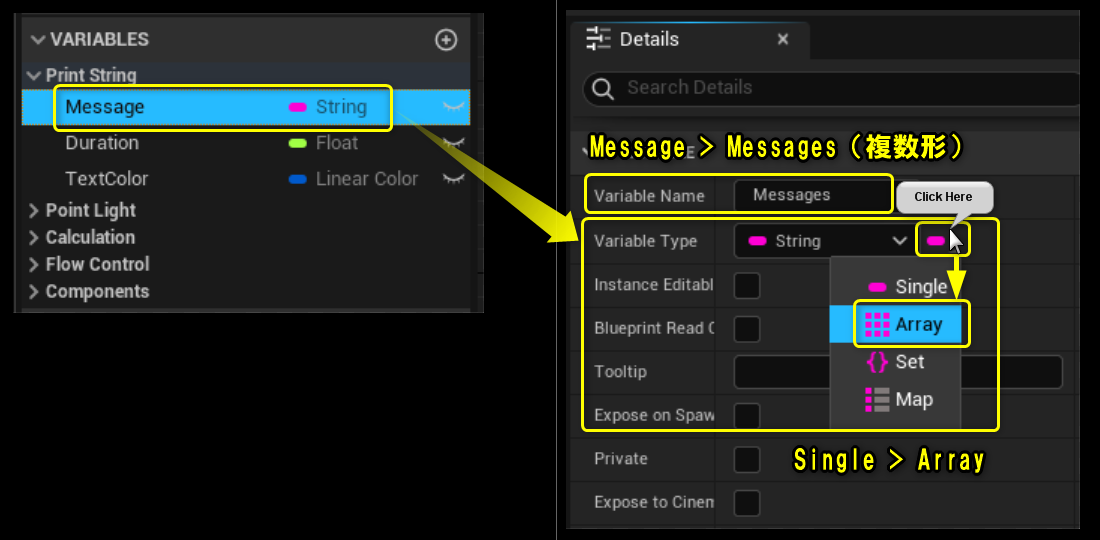 VARIABLES
Print String
Message String
Duration Float
TextColor Linear Color
Point Light
Calculation
Flow Control
Components
Details
Search Details
Message > Messages (複数形)
Variable Name Messages
Click Here
Variable Type String
Instance Editabl
Single
Blueprint Read
Array
Tooltip
Set
Expose on Spaw
Map
Private
Single > Array
Expose to Cinem